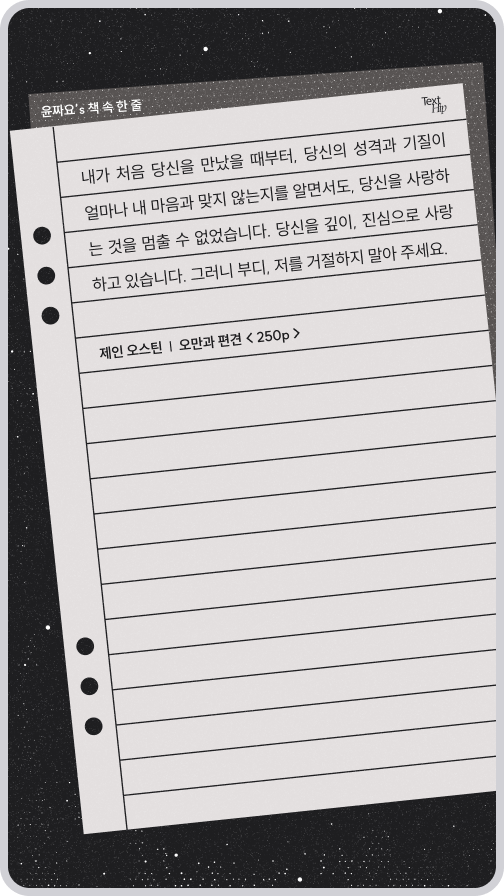 윤짜요's 책 속 한 줄
Text
Hip
내가 처음 당신을 만났을 때부터, 당신의 성격과 기질이
얼마나 내 마음과 맞지 않는지를 알면서도, 당신을 사랑하
는 것을 멈출 수 없었습니다. 당신을 깊이, 진심으로 사랑
하고 있습니다. 그러니 부디, 저를 거절하지 말아 주세요.
제인 오스틴 | 오만과 편견 < 250p >